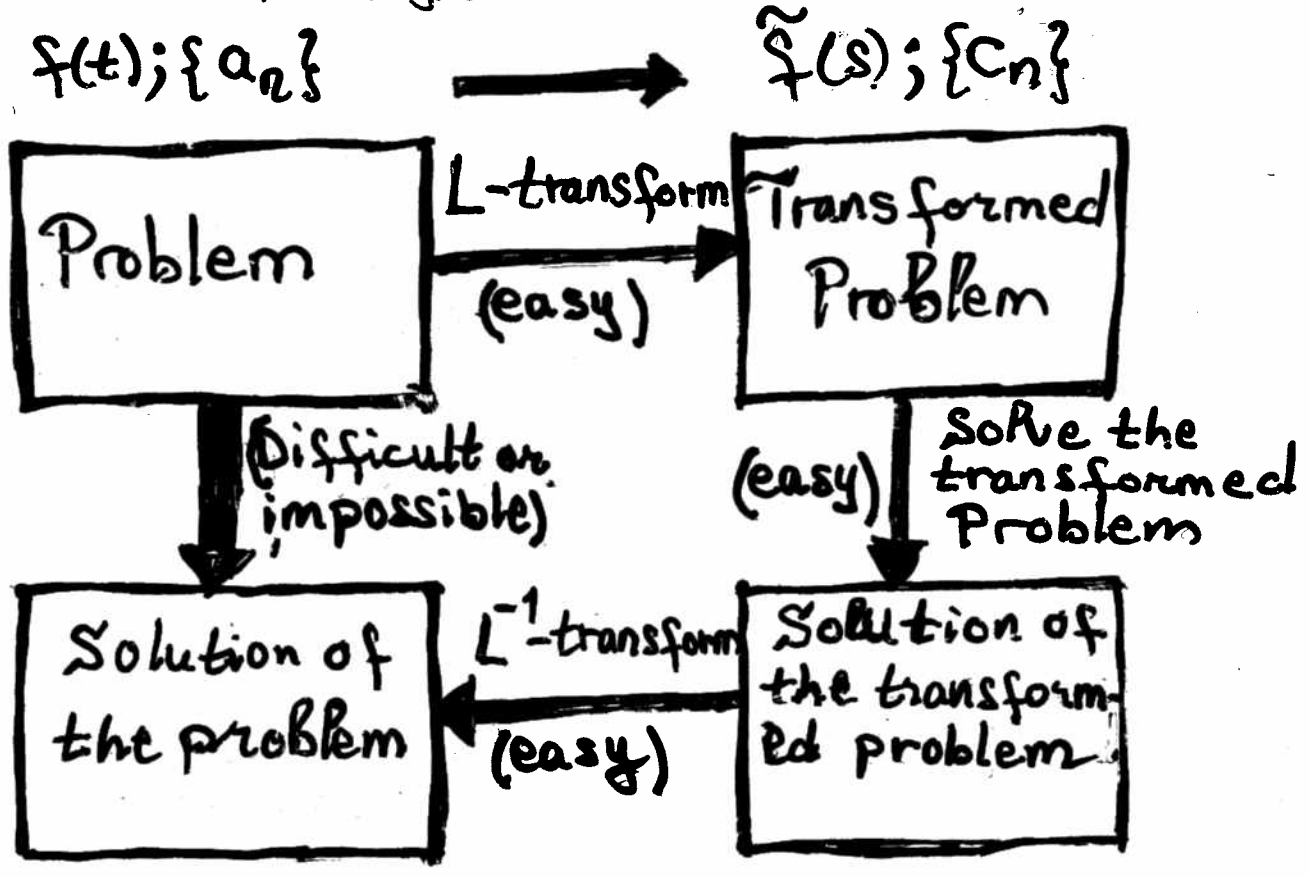 f(t); {aₙ}
f̃(s); {Cₙ}
Problem
L-transform
(easy)
Transformed
Problem
(Difficult or
impossible)
(easy)
Solve the
transformed
Problem
Solution of
the problem
L⁻¹-transform
(easy)
Solution of
the transform-
ed problem.